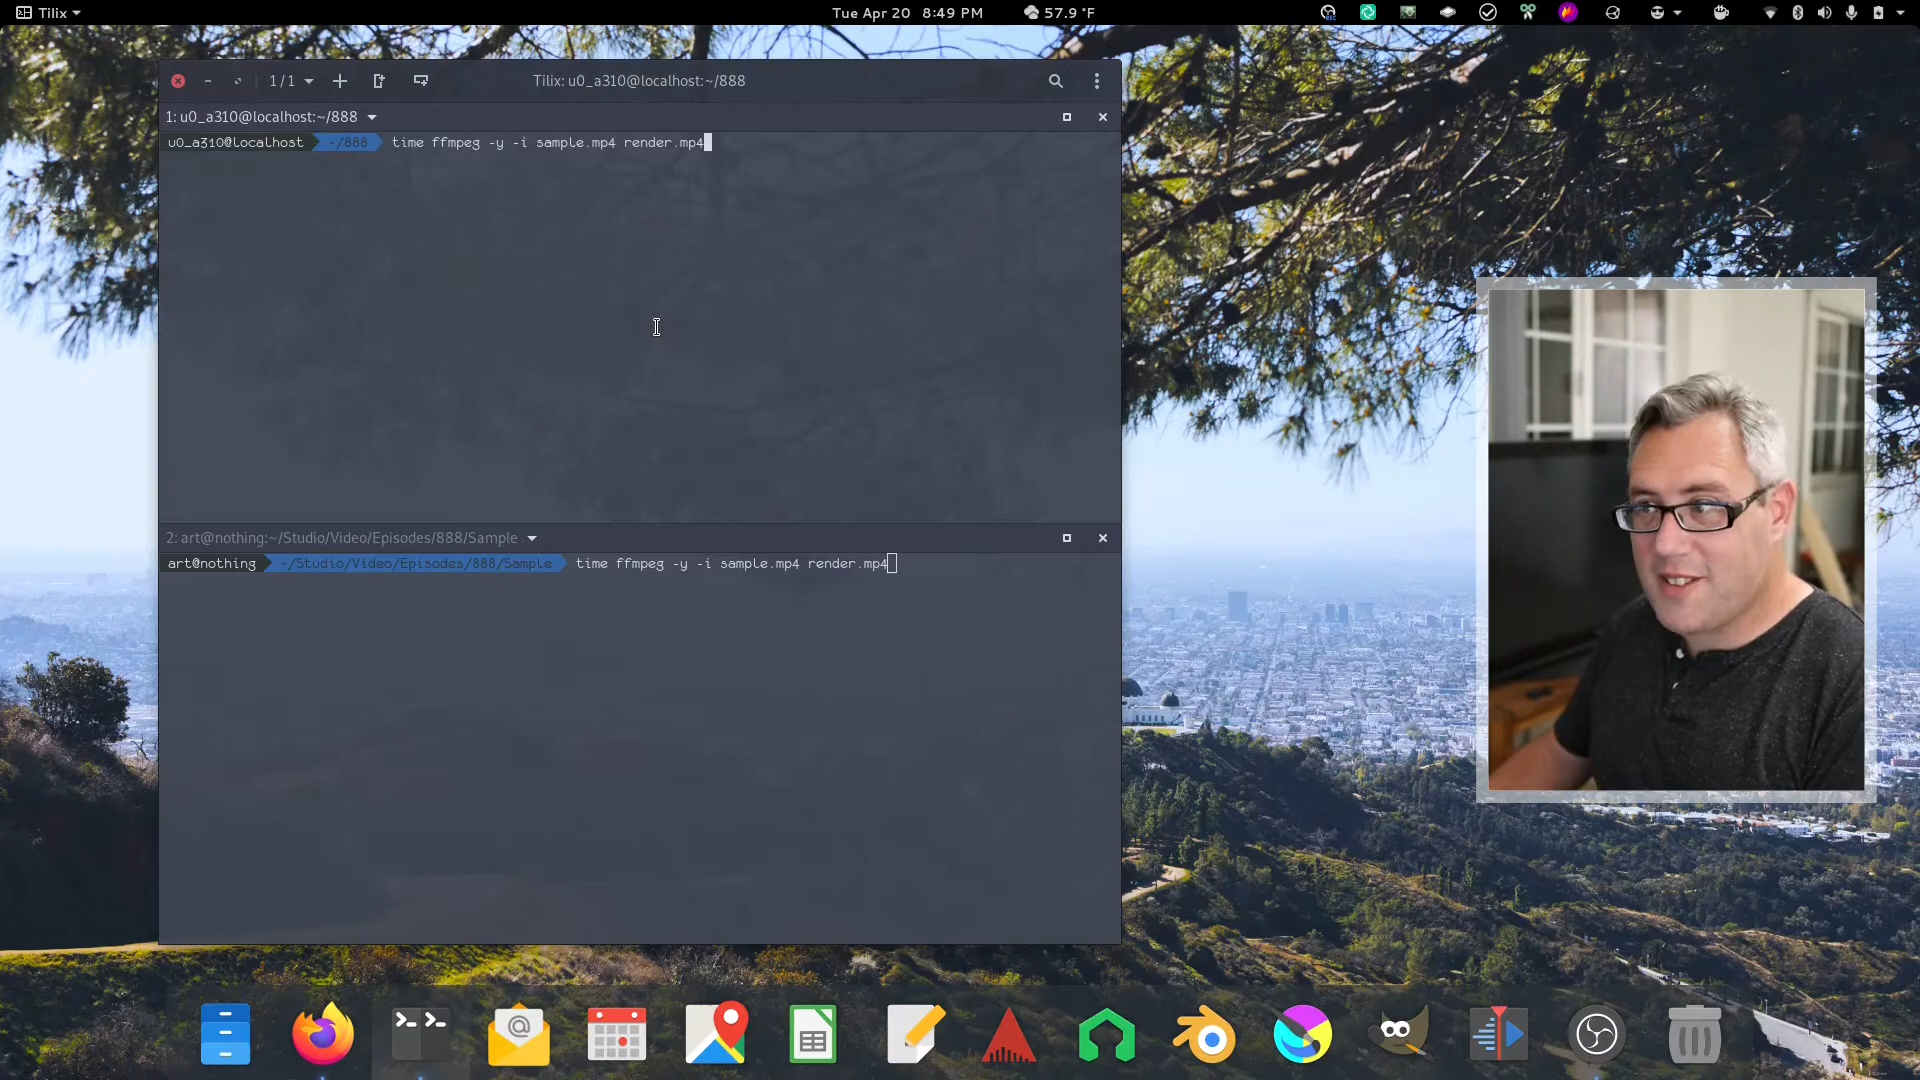 Tilix
Tue Apr 20 8:49 PM
57.9 °F
REC
1 / 1
Tilix: u0_a310@localhost:~/888
1: u0_a310@localhost:~/888
u0_a310@localhost ~/888 time ffmpeg -y -i sample.mp4 render.mp4
2: art@nothing:~/Studio/Video/Episodes/888/Sample
art@nothing ~/Studio/Video/Episodes/888/Sample time ffmpeg -y -i sample.mp4 render.mp4
>_ >_
@